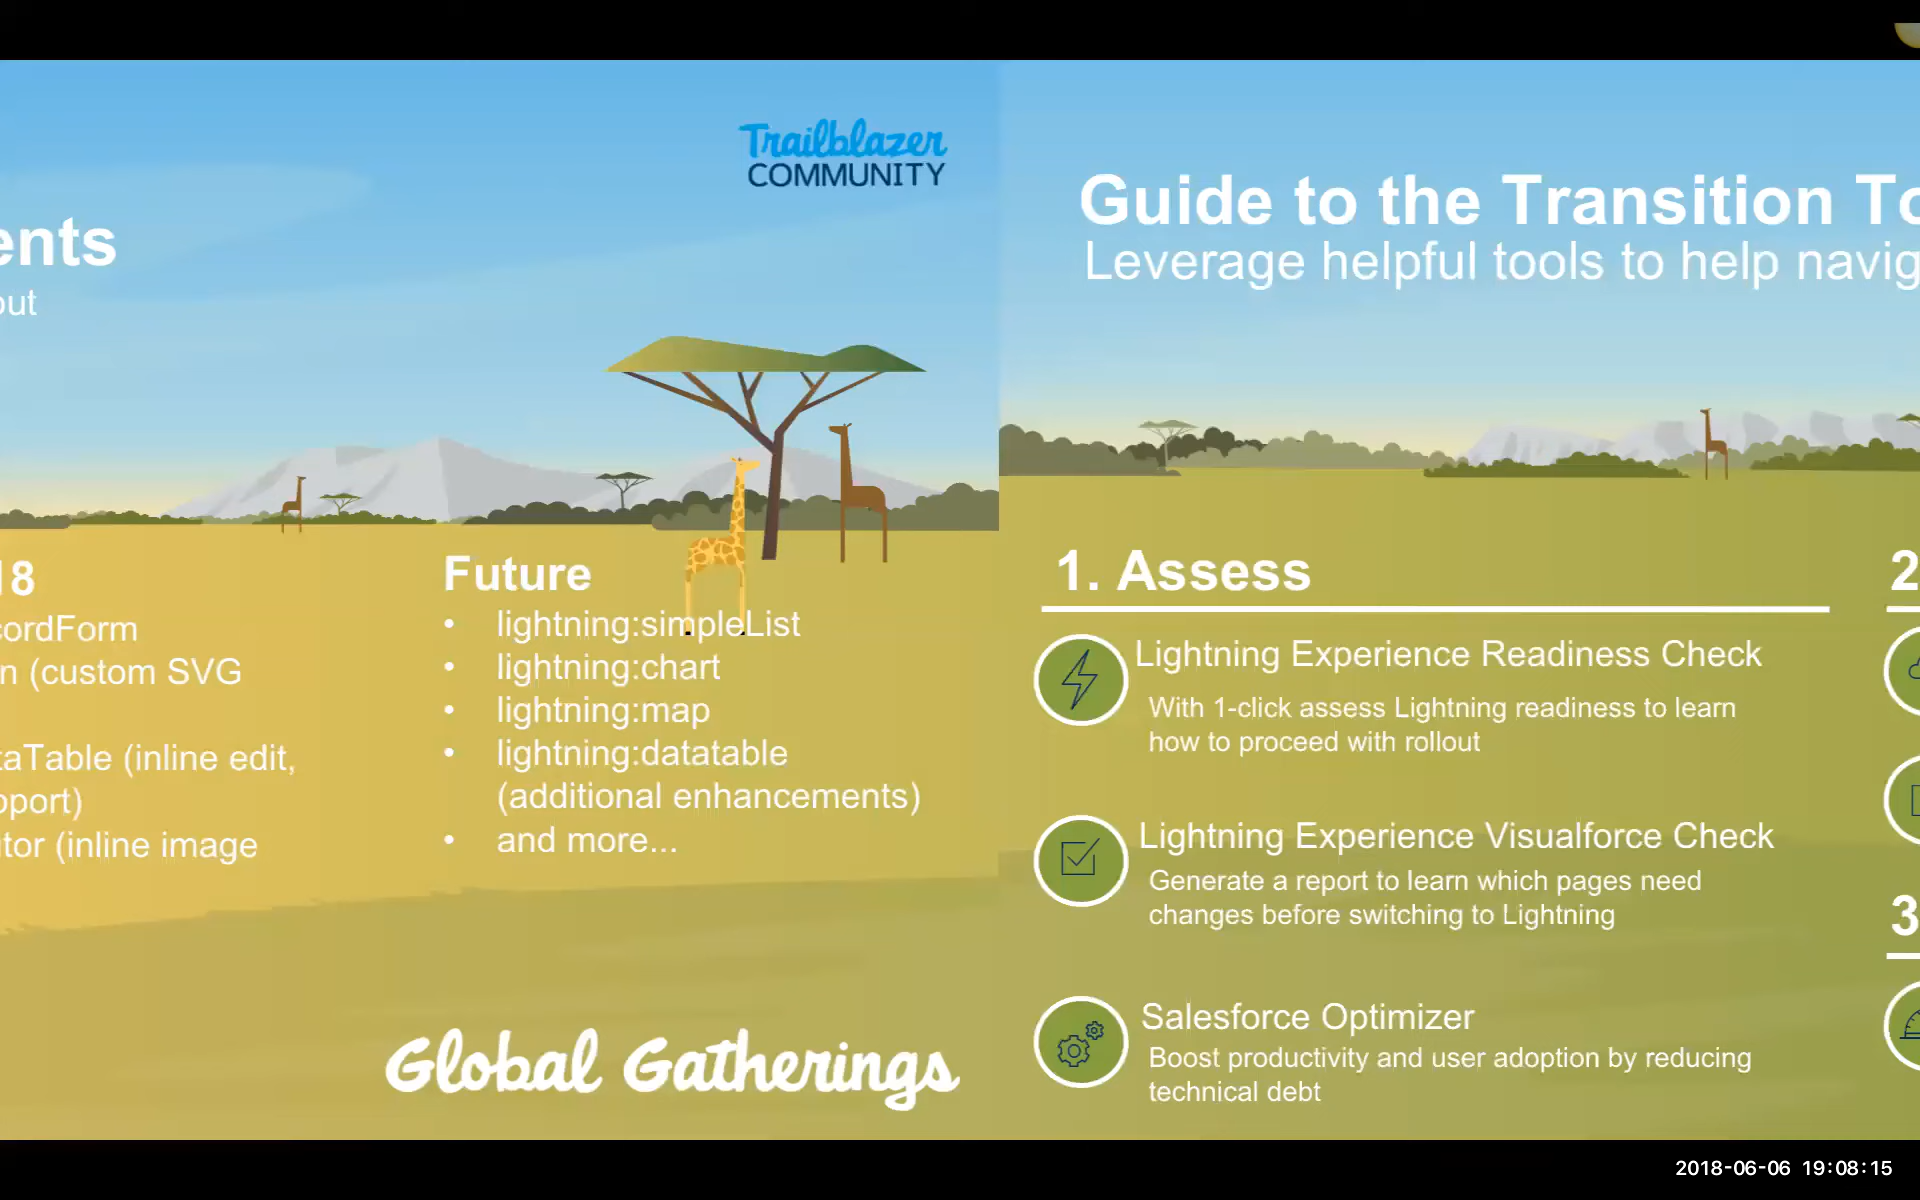 Trailblazer
COMMUNITY
ents
out
18
cordForm
n (custom SVG
taTable (inline edit,
pport)
itor (inline image
Future
• lightning:simpleList
• lightning:chart
• lightning:map
• lightning:datatable
(additional enhancements)
• and more...
Global Gatherings
Guide to the Transition To
Leverage helpful tools to help navig
1. Assess
Lightning Experience Readiness Check
With 1-click assess Lightning readiness to learn
how to proceed with rollout
Lightning Experience Visualforce Check
Generate a report to learn which pages need
changes before switching to Lightning
Salesforce Optimizer
Boost productivity and user adoption by reducing
technical debt
2
3
2018-06-06 19:08:15